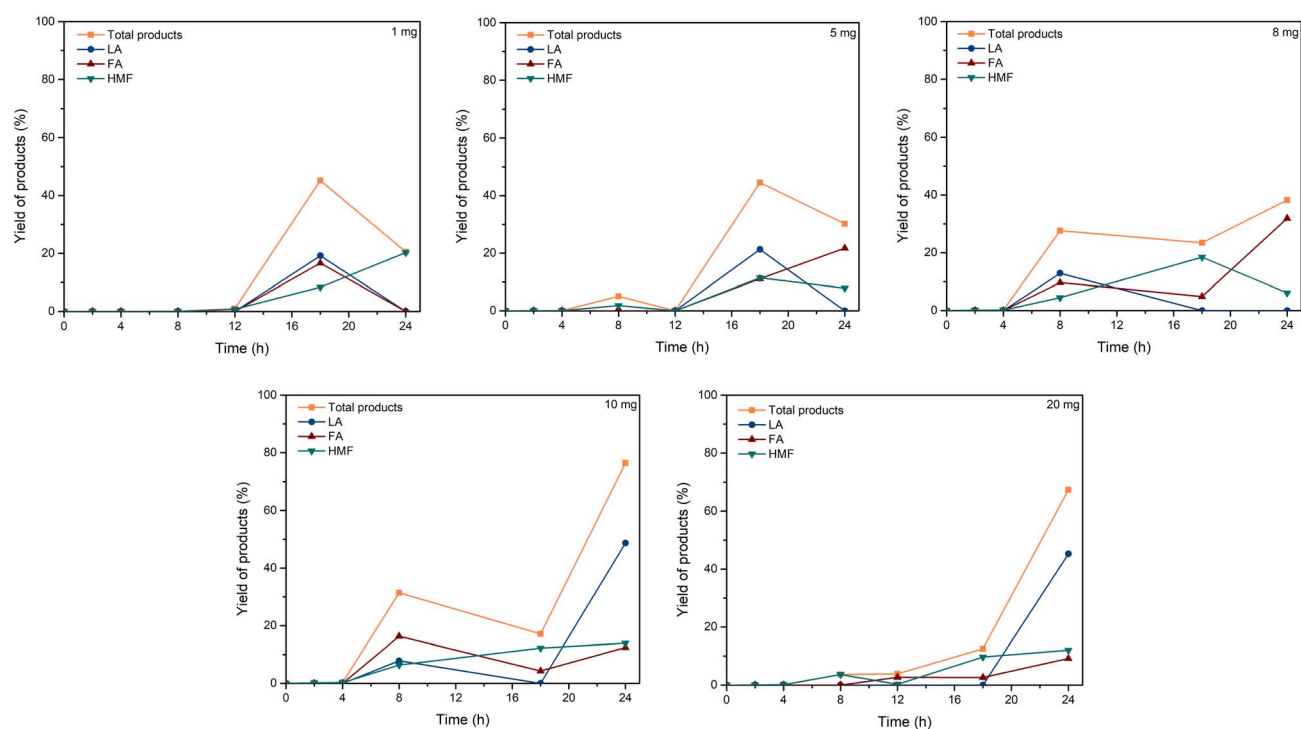 100
80
60
40
20
0
Yield of products (%)
Total products
LA
FA
HMF
1 mg
0 4 8 12 16 20 24
Time (h)
100
80
60
40
20
0
Yield of products (%)
Total products
LA
FA
HMF
5 mg
0 4 8 12 16 20 24
Time (h)
100
80
60
40
20
0
Yield of products (%)
Total products
LA
FA
HMF
8 mg
0 4 8 12 16 20 24
Time (h)
100
80
60
40
20
0
Yield of products (%)
Total products
LA
FA
HMF
10 mg
0 4 8 12 16 20 24
Time (h)
100
80
60
40
20
0
Yield of products (%)
Total products
LA
FA
HMF
20 mg
0 4 8 12 16 20 24
Time (h)